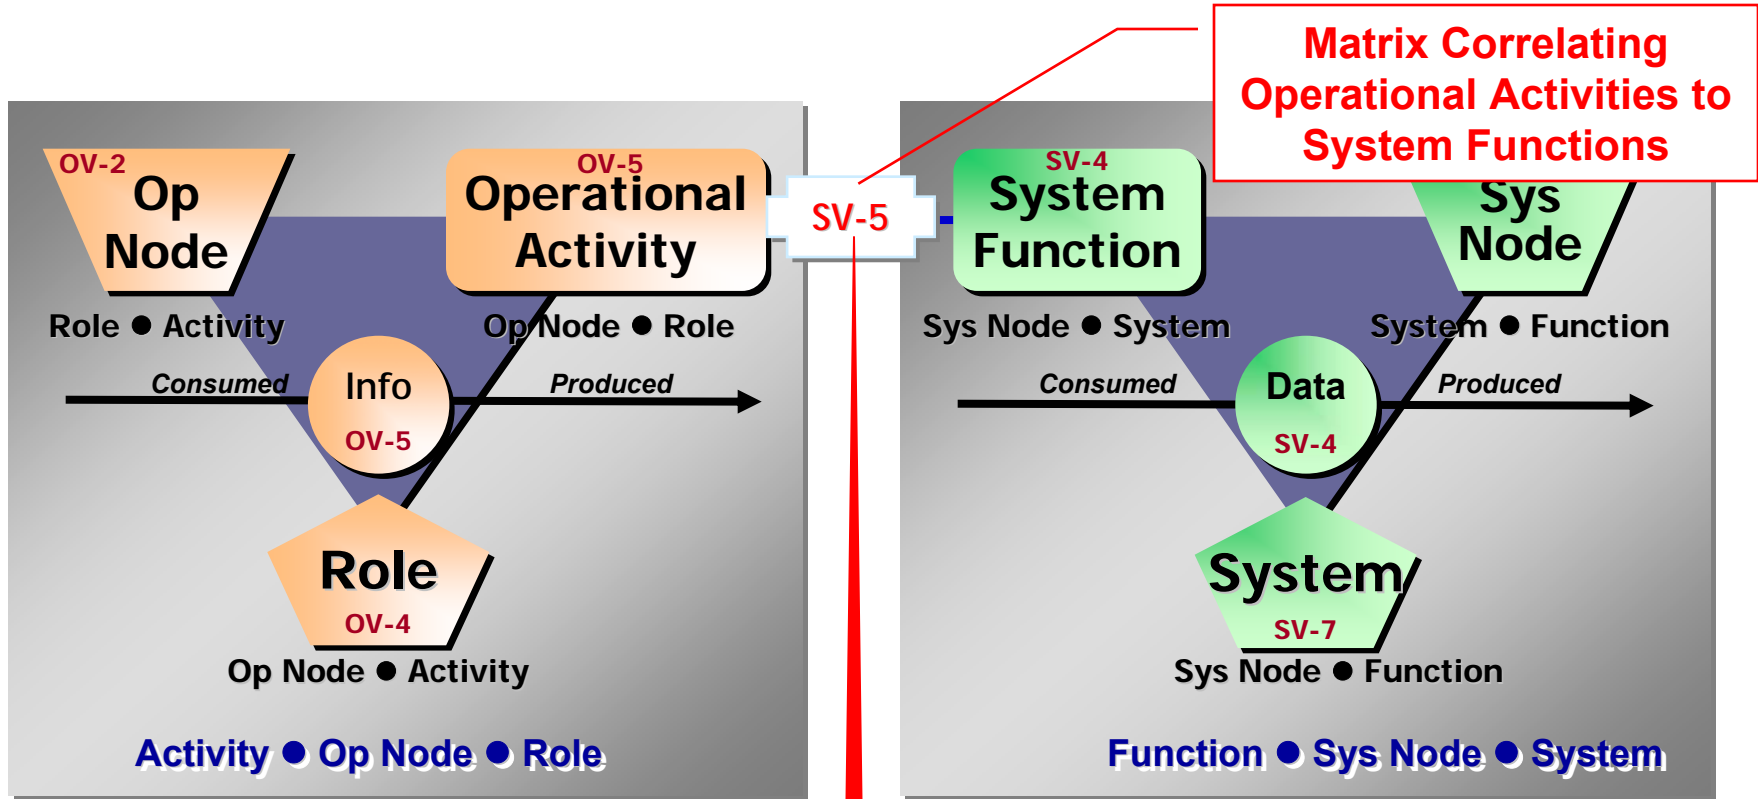 Matrix Correlating
Operational Activities to
System Functions
OV-2
Op
Node
OV-5
Operational
Activity
SV-5
SV-4
System
Function
Sys
Node
Role ● Activity
Op Node ● Role
Sys Node ● System
System ● Function
Consumed
Info
OV-5
Produced
Consumed
Data
SV-4
Produced
Role
OV-4
Op Node ● Activity
System
SV-7
Sys Node ● Function
Activity ● Op Node ● Role
Function ● Sys Node ● System